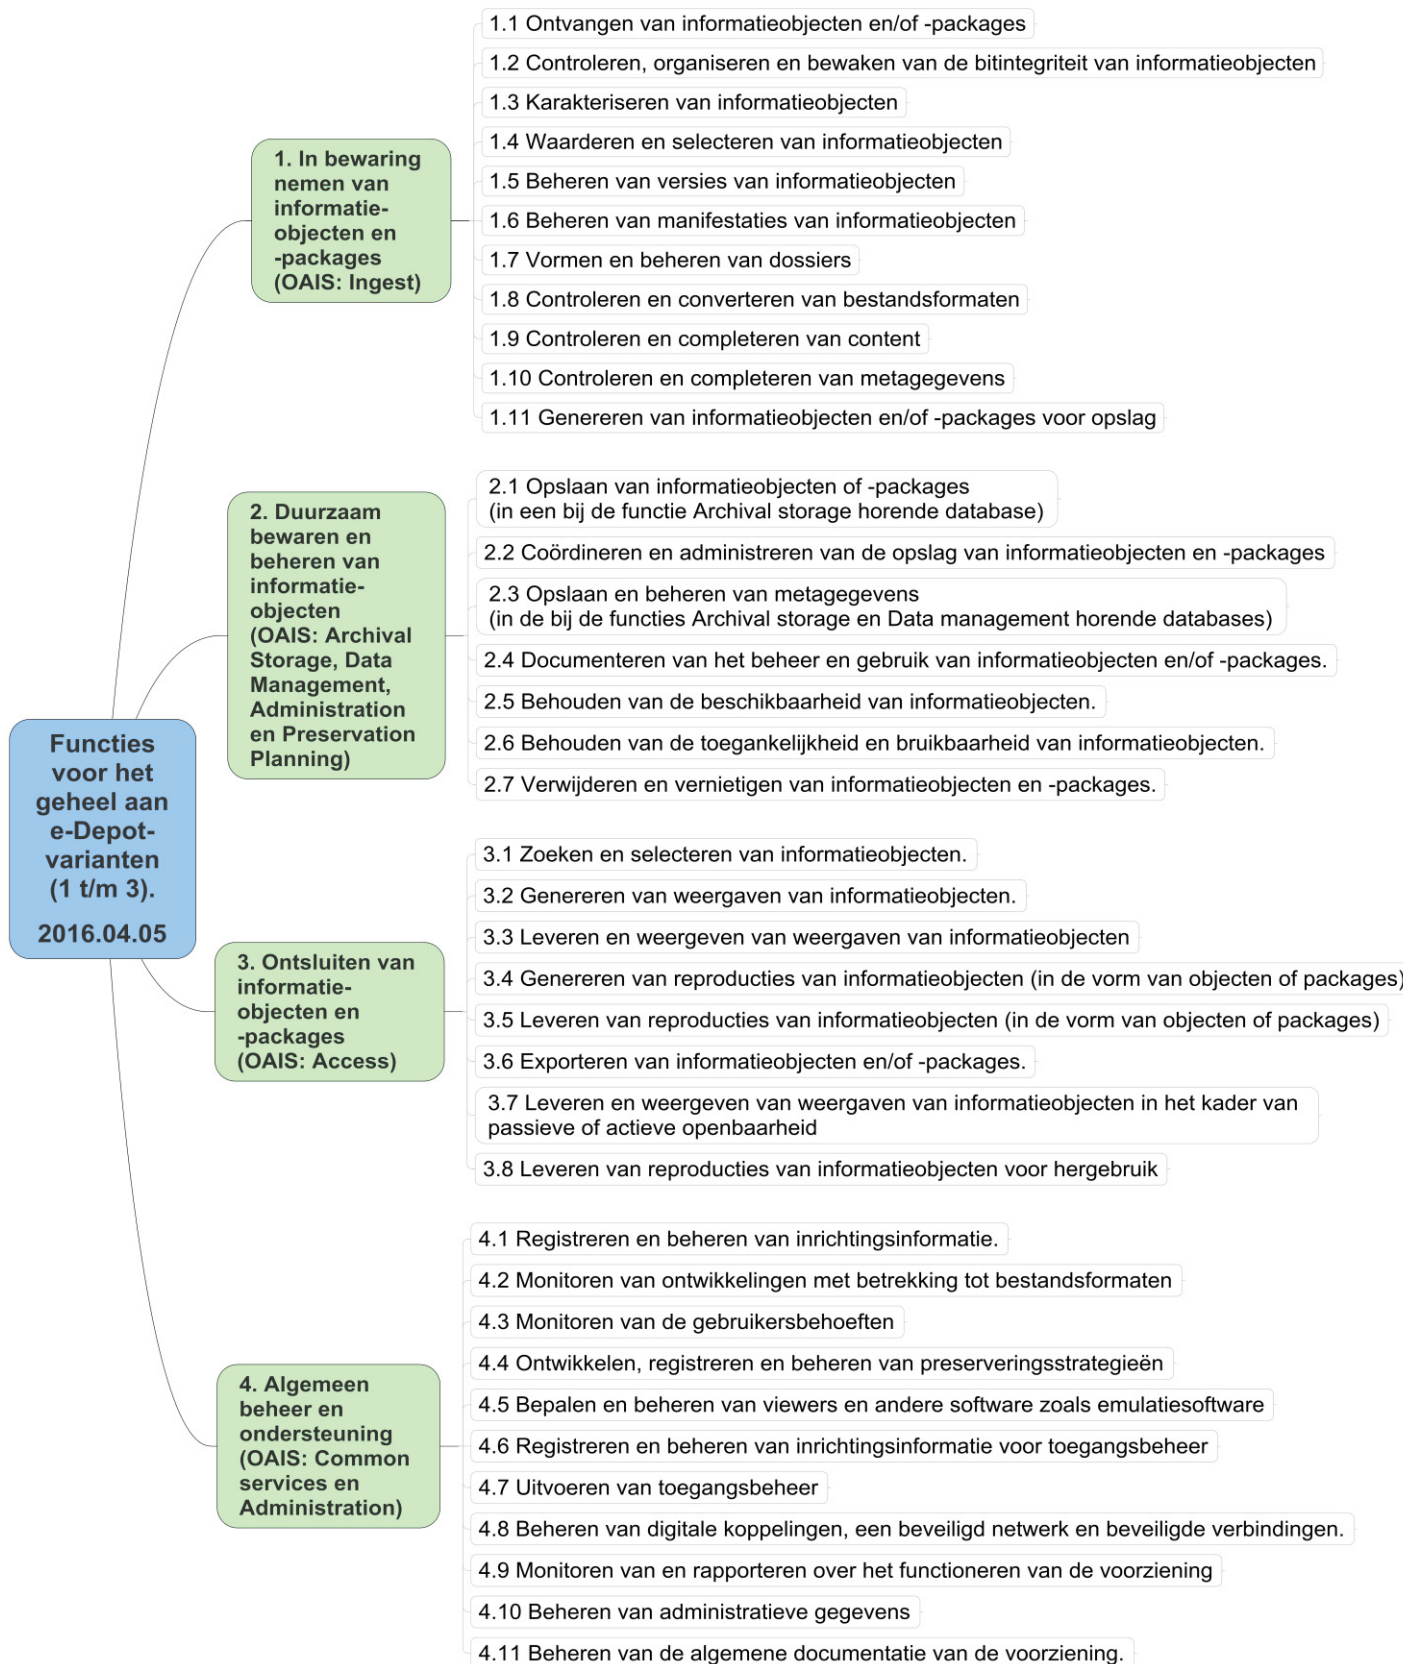 Functies
voor het
geheel aan
e-Depot-
varianten
(1 t/m 3).
2016.04.05
1. In bewaring
nemen van
informatie-
objecten en
-packages
(OAIS: Ingest)
1.1 Ontvangen van informatieobjecten en/of -packages
1.2 Controleren, organiseren en bewaken van de bitintegriteit van informatieobjecten
1.3 Karakteriseren van informatieobjecten
1.4 Waarderen en selecteren van informatieobjecten
1.5 Beheren van versies van informatieobjecten
1.6 Beheren van manifestaties van informatieobjecten
1.7 Vormen en beheren van dossiers
1.8 Controleren en converteren van bestandsformaten
1.9 Controleren en completeren van content
1.10 Controleren en completeren van metagegevens
1.11 Genereren van informatieobjecten en/of -packages voor opslag
2. Duurzaam
bewaren en
beheren van
informatie-
objecten
(OAIS: Archival
Storage, Data
Management,
Administration
en Preservation
Planning)
2.1 Opslaan van informatieobjecten of -packages
(in een bij de functie Archival storage horende database)
2.2 Coördineren en administreren van de opslag van informatieobjecten en -packages
2.3 Opslaan en beheren van metagegevens
(in de bij de functies Archival storage en Data management horende databases)
2.4 Documenteren van het beheer en gebruik van informatieobjecten en/of -packages.
2.5 Behouden van de beschikbaarheid van informatieobjecten.
2.6 Behouden van de toegankelijkheid en bruikbaarheid van informatieobjecten.
2.7 Verwijderen en vernietigen van informatieobjecten en -packages.
3. Ontsluiten van
informatie-
objecten en
-packages
(OAIS: Access)
3.1 Zoeken en selecteren van informatieobjecten.
3.2 Genereren van weergaven van informatieobjecten.
3.3 Leveren en weergeven van weergaven van informatieobjecten
3.4 Genereren van reproducties van informatieobjecten (in de vorm van objecten of packages)
3.5 Leveren van reproducties van informatieobjecten (in de vorm van objecten of packages)
3.6 Exporteren van informatieobjecten en/of -packages.
3.7 Leveren en weergeven van weergaven van informatieobjecten in het kader van
passieve of actieve openbaarheid
3.8 Leveren van reproducties van informatieobjecten voor hergebruik
4. Algemeen
beheer en
ondersteuning
(OAIS: Common
services en
Administration)
4.1 Registreren en beheren van inrichtingsinformatie.
4.2 Monitoren van ontwikkelingen met betrekking tot bestandsformaten
4.3 Monitoren van de gebruikersbehoeften
4.4 Ontwikkelen, registreren en beheren van preserveringsstrategieën
4.5 Bepalen en beheren van viewers en andere software zoals emulatiesoftware
4.6 Registreren en beheren van inrichtingsinformatie voor toegangsbeheer
4.7 Uitvoeren van toegangsbeheer
4.8 Beheren van digitale koppelingen, een beveiligd netwerk en beveiligde verbindingen.
4.9 Monitoren van en rapporteren over het functioneren van de voorziening
4.10 Beheren van administratieve gegevens
4.11 Beheren van de algemene documentatie van de voorziening.